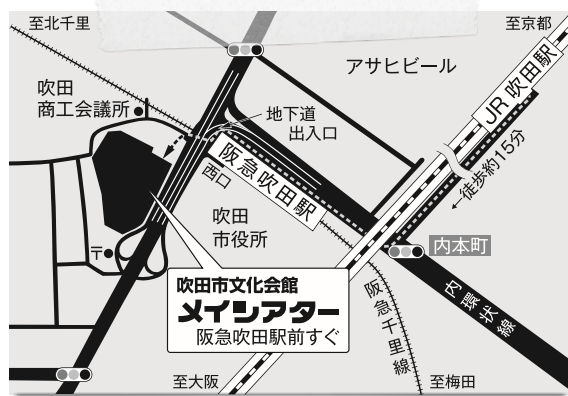 至北千里
至京都
アサヒビール
吹田
商工会議所
地下道
出入口
JR 吹田駅
←徒歩約15分
阪急吹田駅
西口
吹田
市役所
〒
内本町
吹田市文化会館
メイシアター
阪急吹田駅前すぐ
内環状線
阪急千里線
至大阪
至梅田